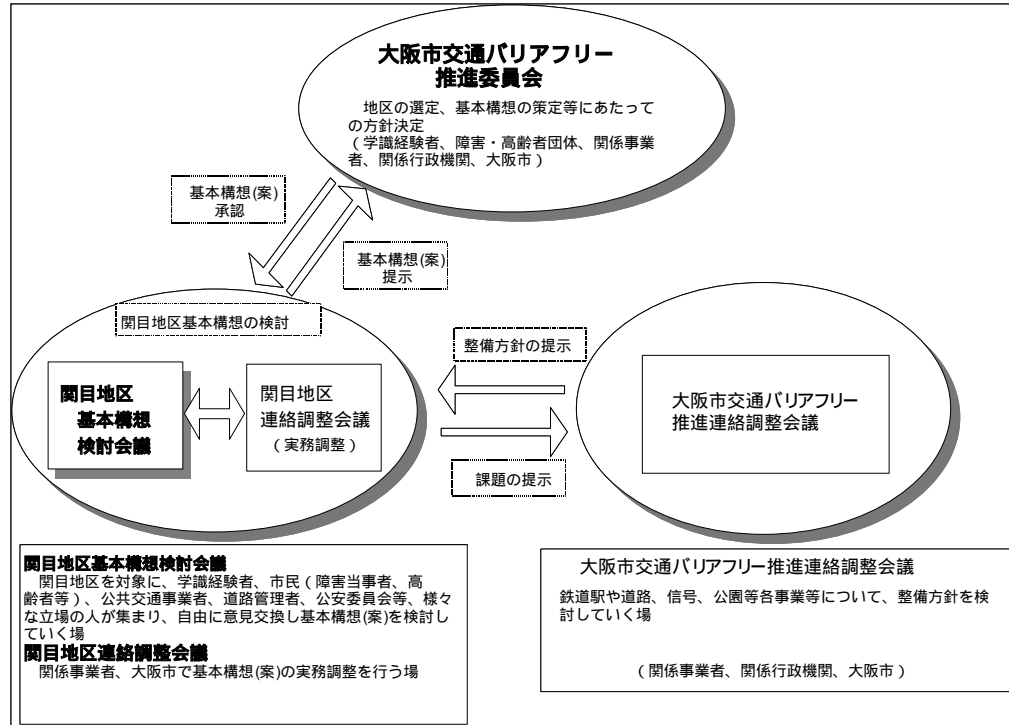 大阪市交通バリアフリー
推進委員会
地区の選定、基本構想の策定等にあたって
の方針決定
（学識経験者、障害・高齢者団体、関係事業
者、関係行政機関、大阪市）
基本構想(案)
承認
基本構想(案)
提示
関目地区基本構想の検討
関目地区
基本構想
検討会議
関目地区
連絡調整会議
（実務調整）
整備方針の提示
課題の提示
大阪市交通バリアフリー
推進連絡調整会議
関目地区基本構想検討会議
関目地区を対象に、学識経験者、市民（障害当事者、高
齢者等）、公共交通事業者、道路管理者、公安委員会等、様々
な立場の人が集まり、自由に意見交換し基本構想(案)を検討し
ていく場
関目地区連絡調整会議
関係事業者、大阪市で基本構想(案)の実務調整を行う場
大阪市交通バリアフリー推進連絡調整会議
鉄道駅や道路、信号、公園等各事業等について、整備方針を検
討していく場
（関係事業者、関係行政機関、大阪市）